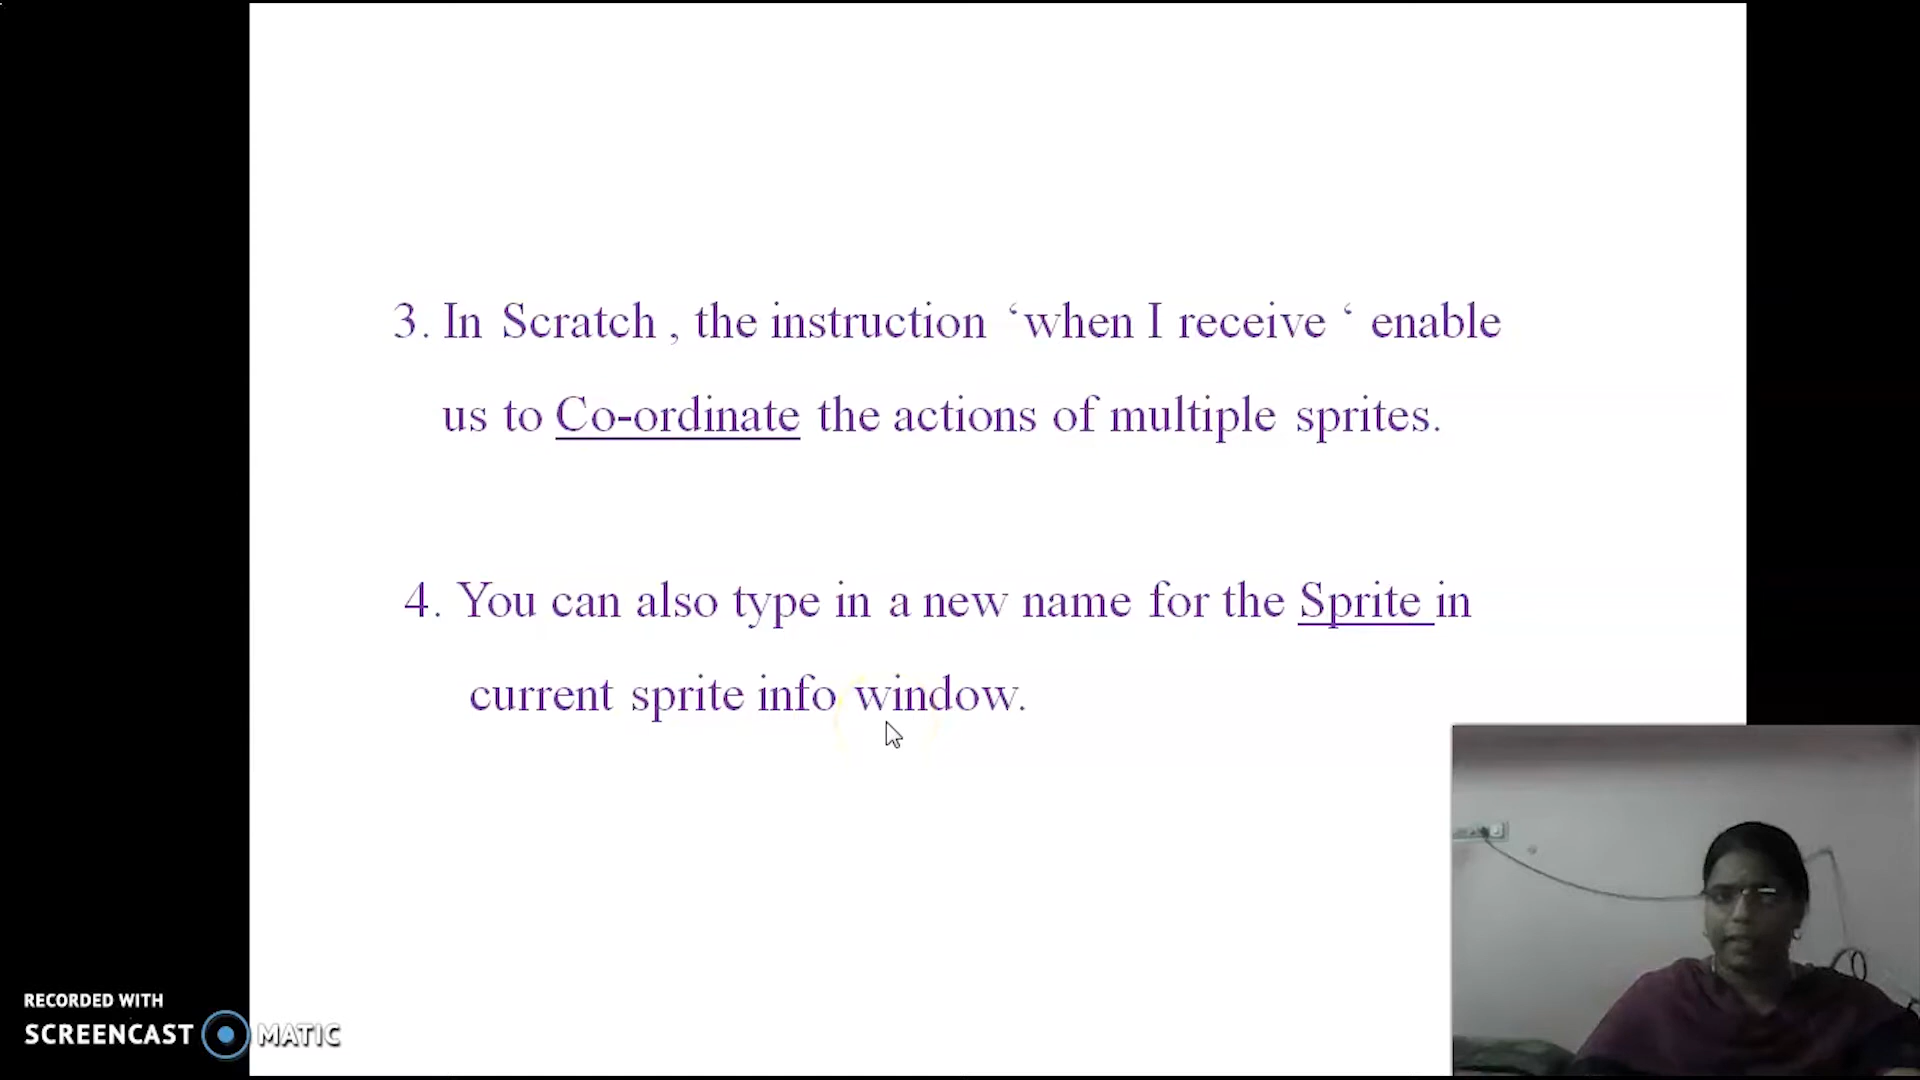 3. In Scratch , the instruction ‘when I receive ‘ enable
us to Co-ordinate the actions of multiple sprites.
4. You can also type in a new name for the Sprite in
current sprite info window.
RECORDED WITH
SCREENCAST MATIC